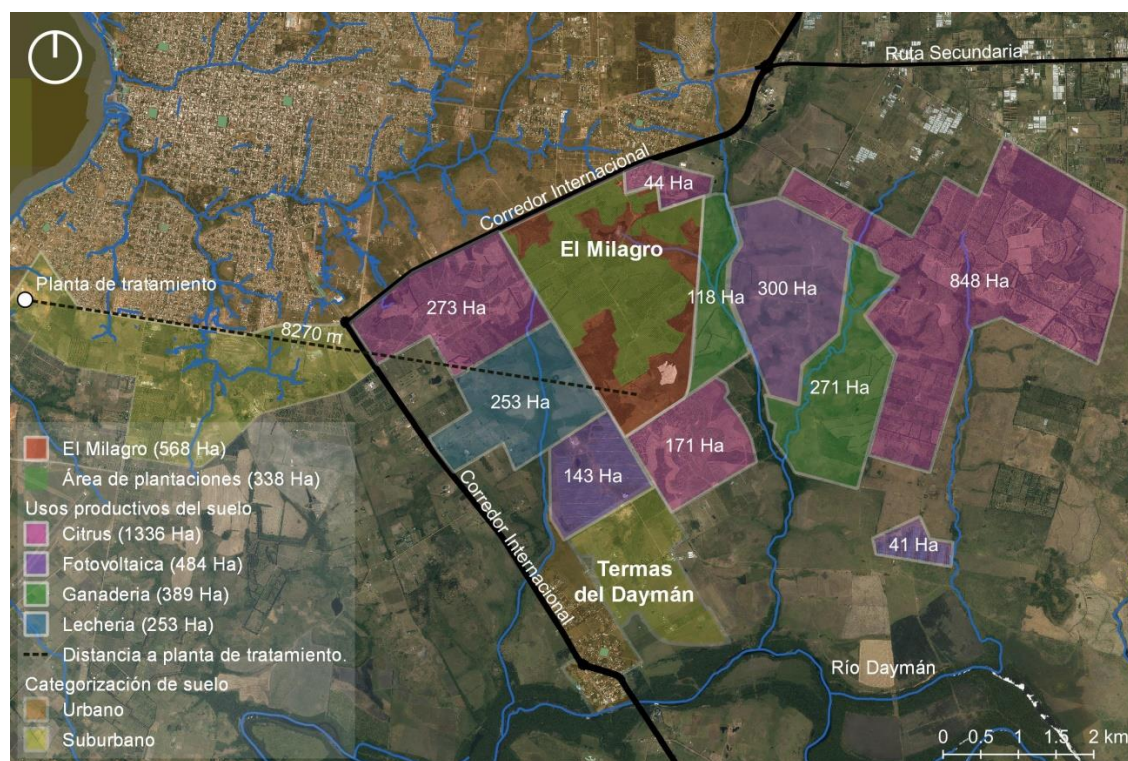 Ruta Secundaria
Corredor Internacional
44 Ha
El Milagro
Planta de tratamiento
8270 m
273 Ha
118 Ha
300 Ha
848 Ha
253 Ha
271 Ha
171 Ha
143 Ha
41 Ha
Corredor Internacional
Termas
del Daymán
Río Daymán
El Milagro (568 Ha)
Área de plantaciones (338 Ha)
Usos productivos del suelo
Citrus (1336 Ha)
Fotovoltaica (484 Ha)
Ganaderia (389 Ha)
Lecheria (253 Ha)
Distancia a planta de tratamiento.
Categorización de suelo
Urbano
Suburbano
0 0.5 1 1.5 2 km